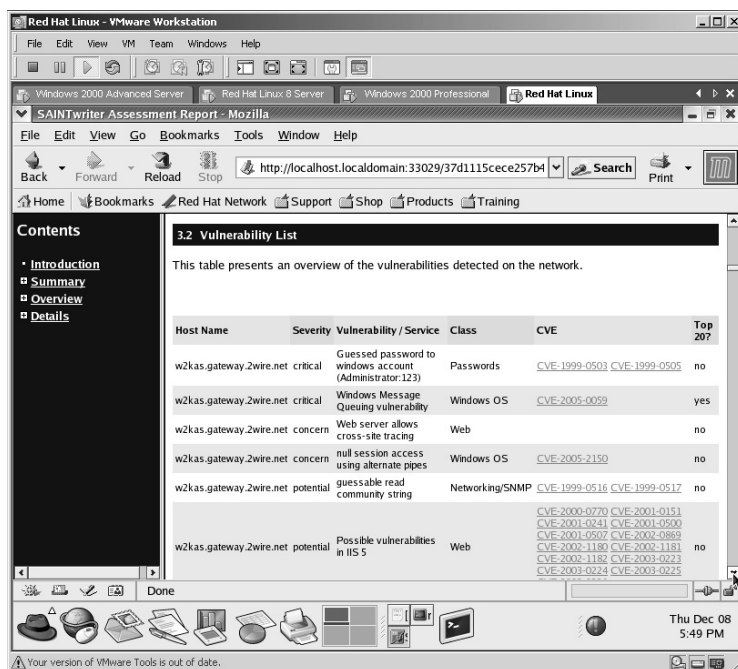 Red Hat Linux - VMware Workstation
File Edit View VM Team Windows Help
Windows 2000 Advanced Server Red Hat Linux 8 Server Windows 2000 Professional Red Hat Linux
SAINTwriter Assessment Report - Mozilla
File Edit View Go Bookmarks Tools Window Help
Back Forward Reload Stop http://localhost.localdomain:33029/37d1115cece257b4 Search Print
Home Bookmarks Red Hat Network Support Shop Products Training
Contents
Introduction
Summary
Overview
Details
3.2 Vulnerability List
This table presents an overview of the vulnerabilities detected on the network.
Host Name Severity Vulnerability / Service Class CVE Top 20?
w2kas.gateway.2wire.net critical Guessed password to windows account (Administrator:123) Passwords CVE-1999-0503 CVE-1999-0505 no
w2kas.gateway.2wire.net critical Windows Message Queuing vulnerability Windows OS CVE-2005-0059 yes
w2kas.gateway.2wire.net concern Web server allows cross-site tracing Web no
w2kas.gateway.2wire.net concern null session access using alternate pipes Windows OS CVE-2005-2150 no
w2kas.gateway.2wire.net potential guessable read community string Networking/SNMP CVE-1999-0516 CVE-1999-0517 no
w2kas.gateway.2wire.net potential Possible vulnerabilities in IIS 5 Web CVE-2000-0770 CVE-2001-0151 CVE-2001-0241 CVE-2001-0500 CVE-2001-0507 CVE-2002-0869 CVE-2002-1180 CVE-2002-1181 CVE-2002-1182 CVE-2003-0223 CVE-2003-0224 CVE-2003-0225 no
Done
Thu Dec 08
5:49 PM
Your version of VMware Tools is out of date.